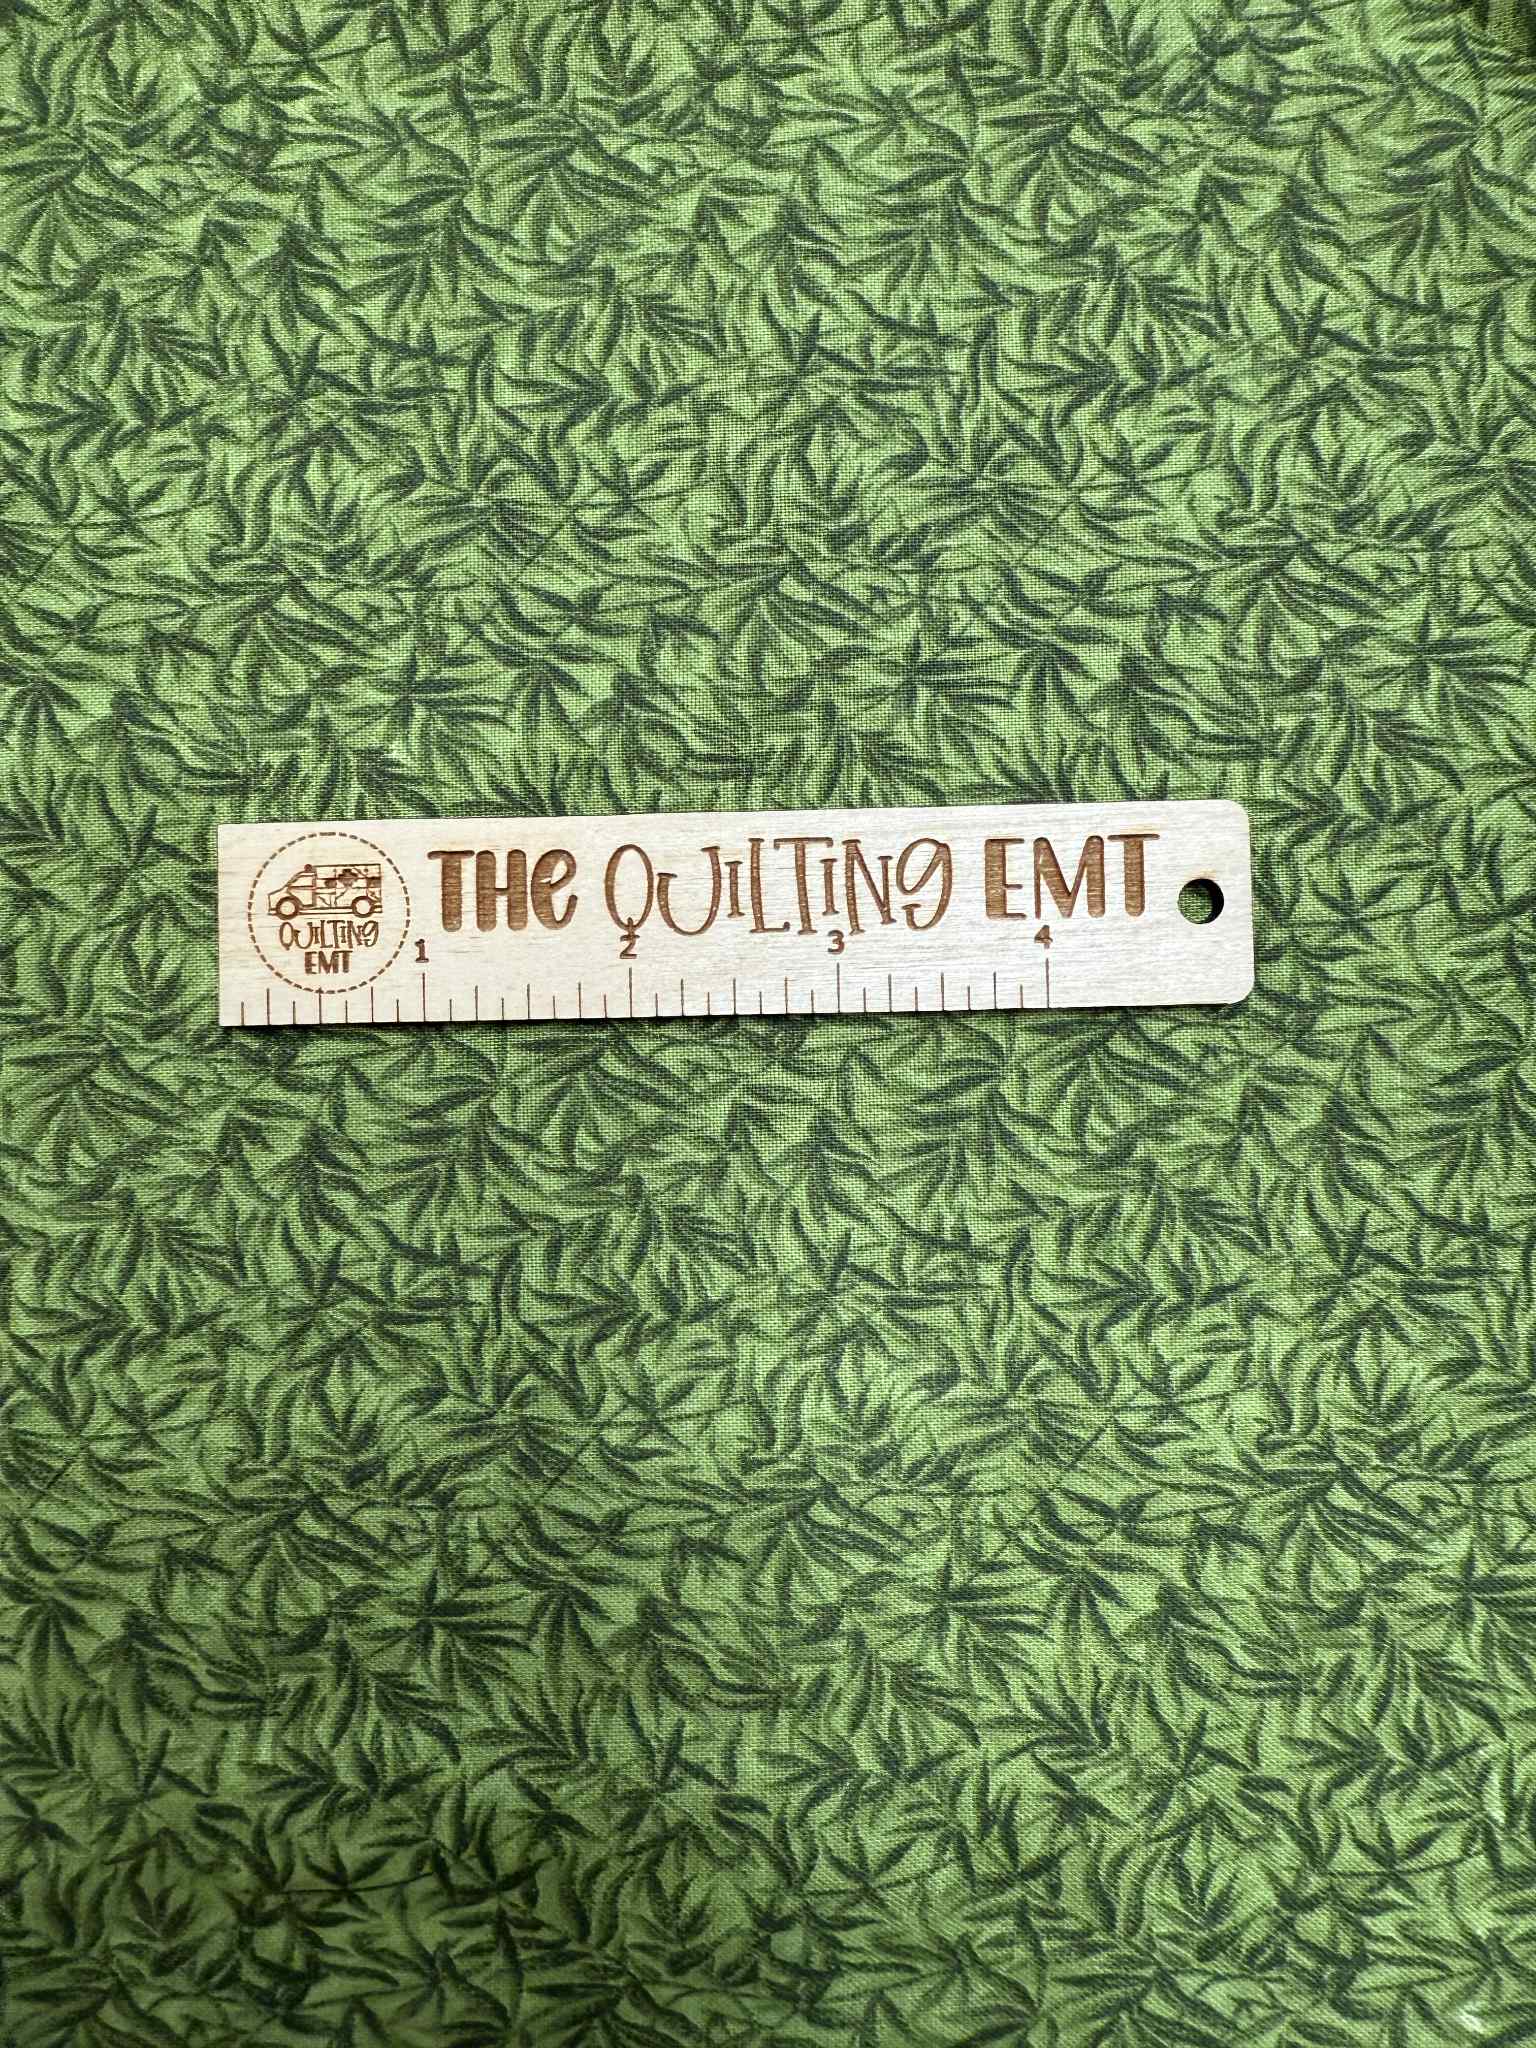 THE QUILTING EMT
QUILTING
EMT
1 2 3 4